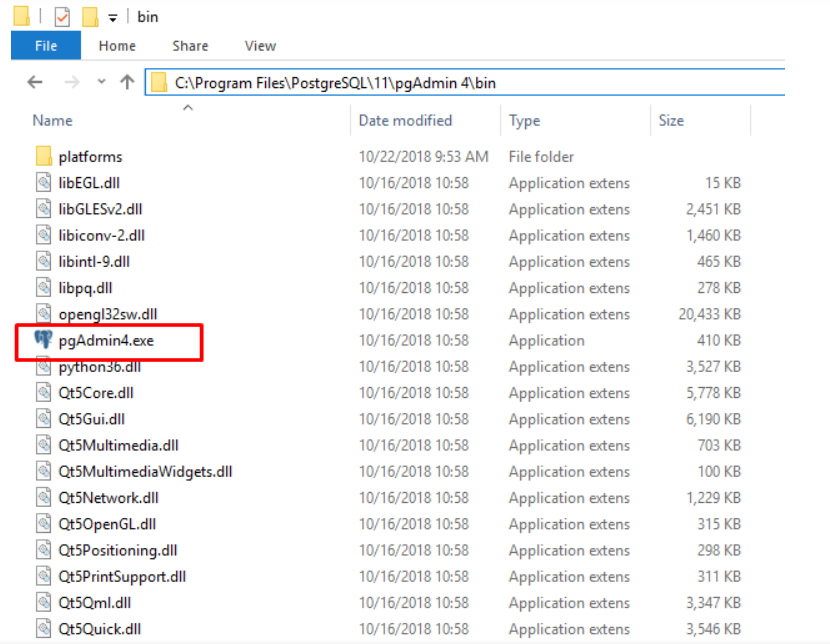 bin
File Home Share View
C:\Program Files\PostgreSQL\11\pgAdmin 4\bin
Name Date modified Type Size
platforms 10/22/2018 9:53 AM File folder
libEGL.dll 10/16/2018 10:58 Application extens 15 KB
libGLESv2.dll 10/16/2018 10:58 Application extens 2,451 KB
libiconv-2.dll 10/16/2018 10:58 Application extens 1,460 KB
libintl-9.dll 10/16/2018 10:58 Application extens 465 KB
libpq.dll 10/16/2018 10:58 Application extens 278 KB
opengl32sw.dll 10/16/2018 10:58 Application extens 20,433 KB
pgAdmin4.exe 10/16/2018 10:58 Application 410 KB
python36.dll 10/16/2018 10:58 Application extens 3,527 KB
Qt5Core.dll 10/16/2018 10:58 Application extens 5,778 KB
Qt5Gui.dll 10/16/2018 10:58 Application extens 6,190 KB
Qt5Multimedia.dll 10/16/2018 10:58 Application extens 703 KB
Qt5MultimediaWidgets.dll 10/16/2018 10:58 Application extens 100 KB
Qt5Network.dll 10/16/2018 10:58 Application extens 1,229 KB
Qt5OpenGL.dll 10/16/2018 10:58 Application extens 315 KB
Qt5Positioning.dll 10/16/2018 10:58 Application extens 298 KB
Qt5PrintSupport.dll 10/16/2018 10:58 Application extens 311 KB
Qt5Qml.dll 10/16/2018 10:58 Application extens 3,347 KB
Qt5Quick.dll 10/16/2018 10:58 Application extens 3,546 KB